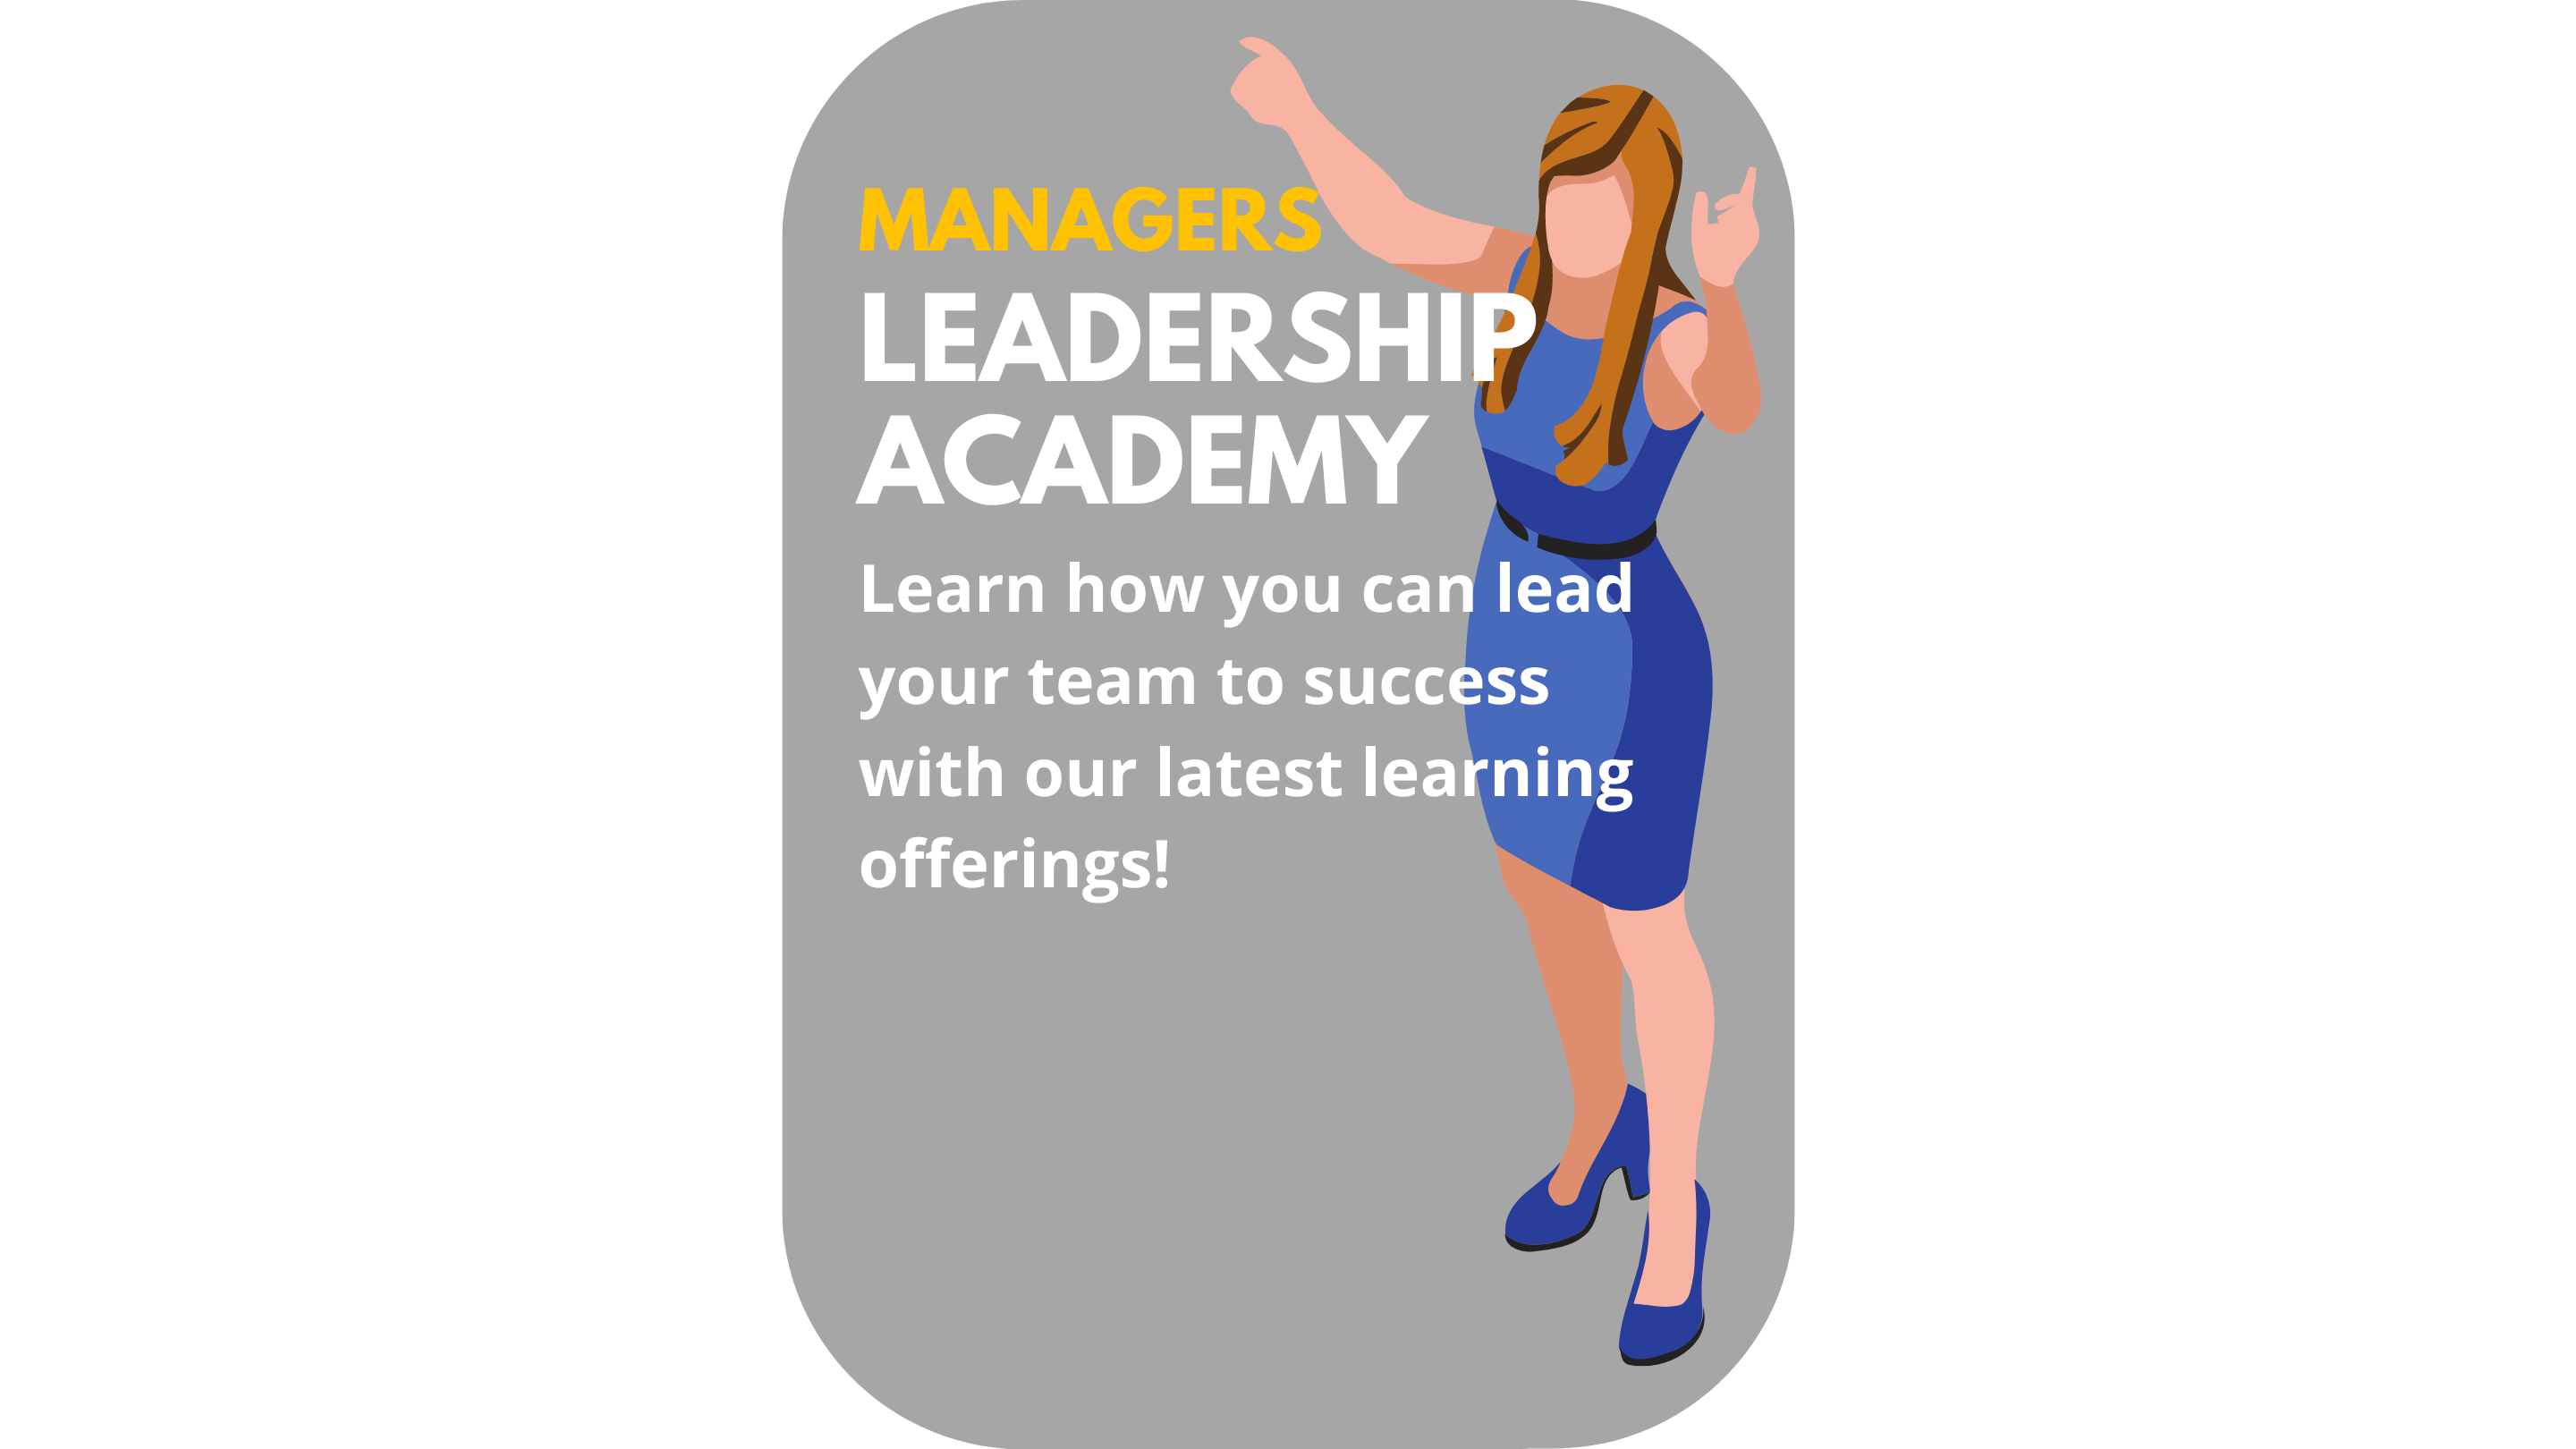 MANAGERS
LEADERSHIP
ACADEMY
Learn how you can lead
your team to success
with our latest learning
offerings!